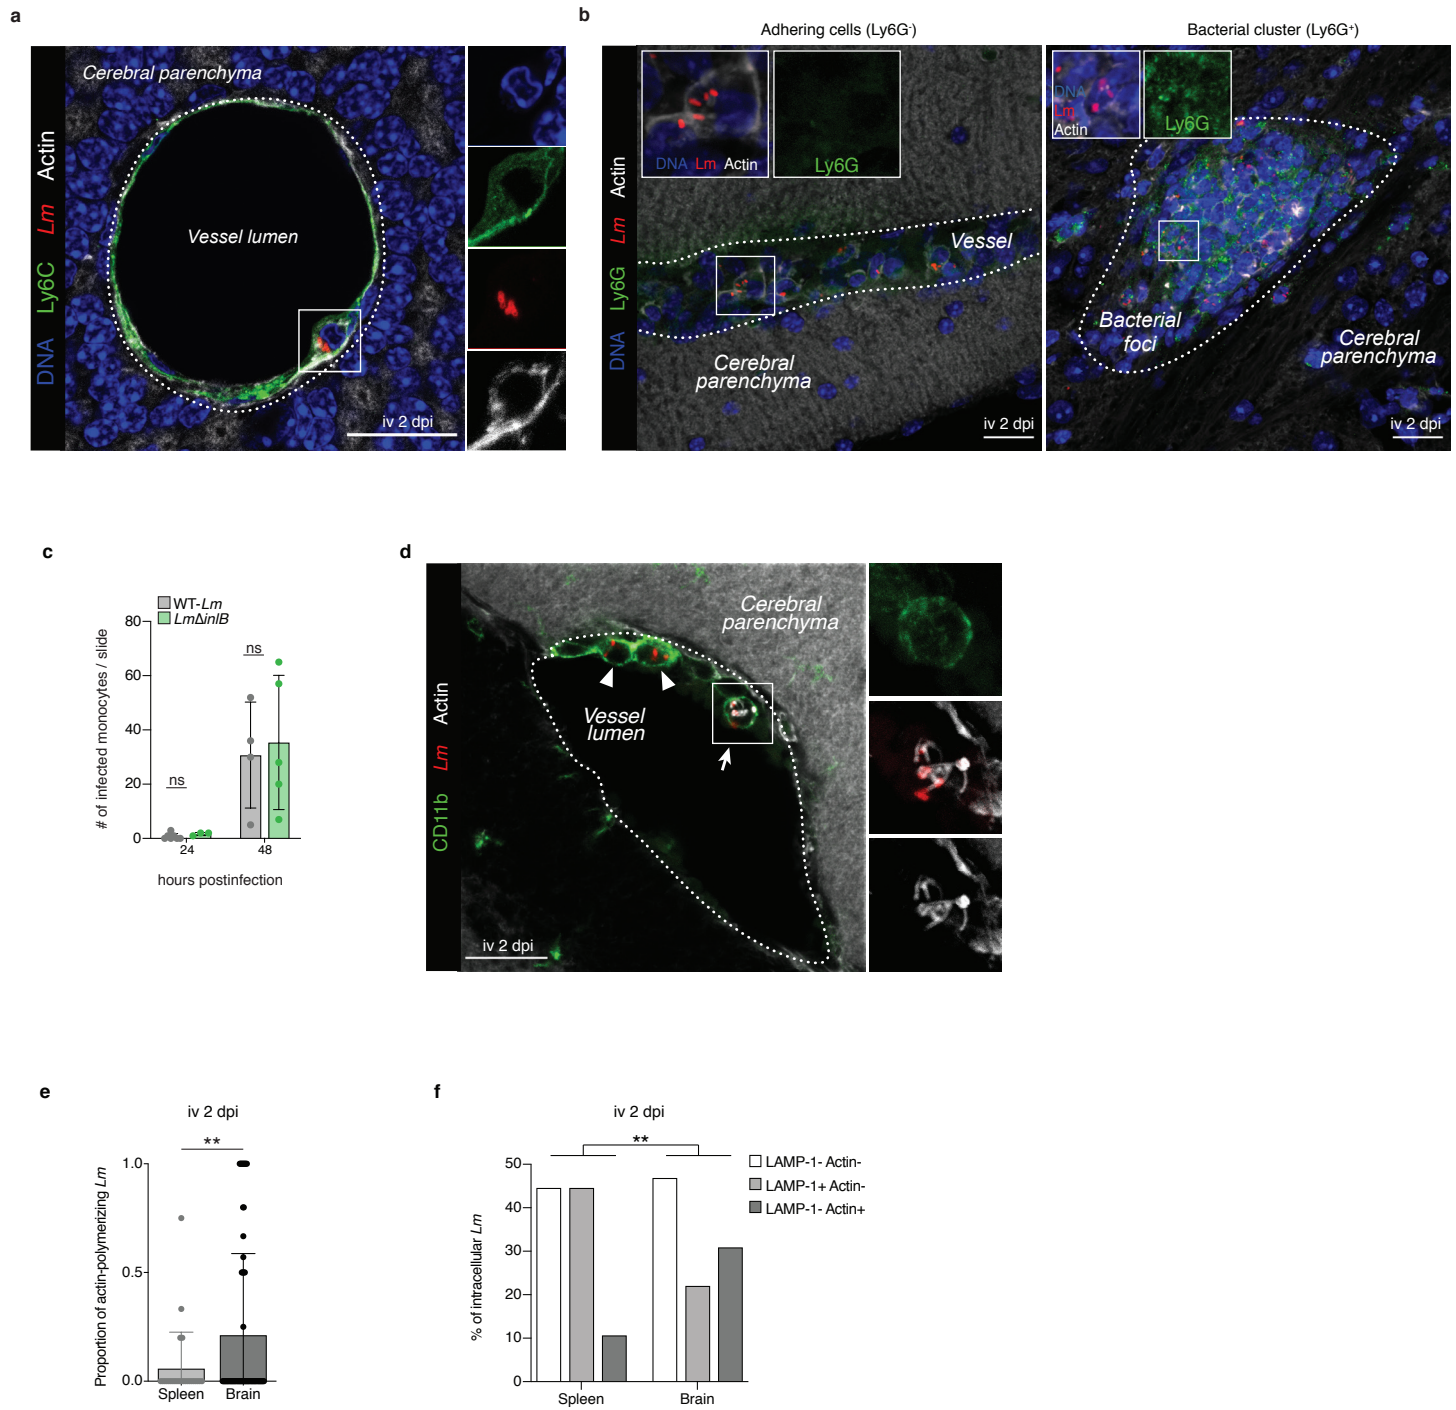 a
DNA Ly6C Lm Actin
Cerebral parenchyma
Vessel lumen
iv 2 dpi
b
Adhering cells (Ly6G-)
Bacterial cluster (Ly6G+)
DNA Ly6G Lm Actin
DNA Lm Actin
Ly6G
Vessel
Cerebral
parenchyma
iv 2 dpi
DNA
Lm
Actin
Ly6G
Bacterial
foci
Cerebral
parenchyma
iv 2 dpi
c
WT-Lm
LmΔinlB
# of infected monocytes / slide
80
60
40
20
0
ns
ns
24
48
hours postinfection
d
CD11b Lm Actin
Cerebral
parenchyma
Vessel
lumen
iv 2 dpi
e
iv 2 dpi
**
Proportion of actin-polymerizing Lm
1.0
0.5
0.0
Spleen
Brain
f
iv 2 dpi
**
% of intracellular Lm
50
40
30
20
10
0
Spleen
Brain
LAMP-1- Actin-
LAMP-1+ Actin-
LAMP-1- Actin+